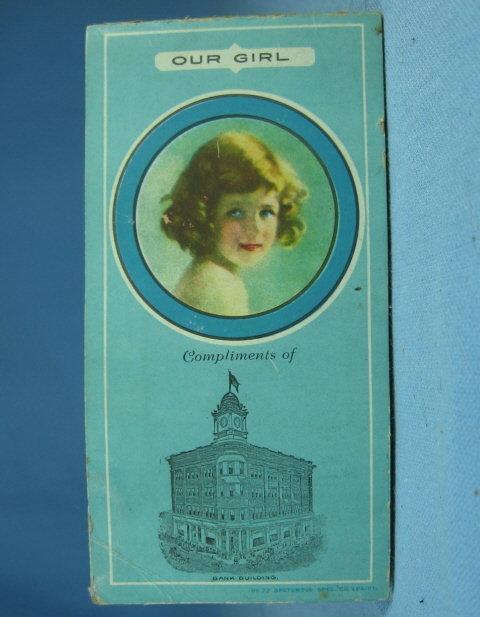 OUR GIRL
Compliments of
BANK BUILDING.